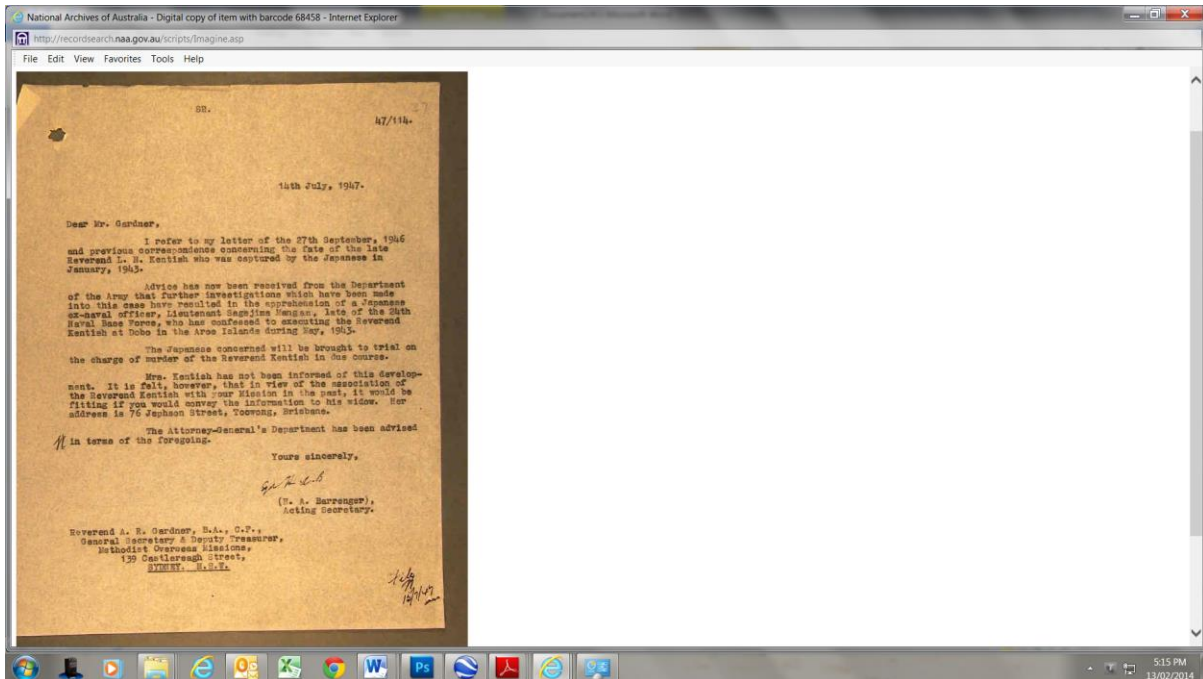 National Archives of Australia - Digital copy of item with barcode 68458 - Internet Explorer
http://recordsearch.naa.gov.au/scripts/Imagine.asp
File Edit View Favorites Tools Help
SR.
47/114.
14th July, 1947.
Dear Mr. Gardner,
I refer to my letter of the 27th September, 1946
and previous correspondence concerning the fate of the late
Reverend L. N. Kentish who was captured by the Japanese in
January, 1943.
Advice has now been received from the Department
of the Army that further investigations which have been made
into this case have resulted in the apprehension of a Japanese
ex-naval officer, Lieutenant Sagejima Mangan, late of the 24th
Naval Base Force, who has confessed to executing the Reverend
Kentish at Dobo in the Aroe Islands during May, 1943.
The Japanese concerned will be brought to trial on
the charge of murder of the Reverend Kentish in due course.
Mrs. Kentish has not been informed of this develop-
ment. It is felt, however, that in view of the association of
the Reverend Kentish with your Mission in the past, it would be
fitting if you would convey the information to his widow. Her
address is 76 Jephson Street, Toowong, Brisbane.
The Attorney-General's Department has been advised
in terms of the foregoing.
Yours sincerely,
A. Barrenger),
Acting Secretary.
Reverend A. R. Gardner, B.A., C.F.,
General Secretary & Deputy Treasurer,
Methodist Overseas Missions,
139 Castlereagh Street,
SYDNEY. N.S.W.
5:15 PM
13/02/2014